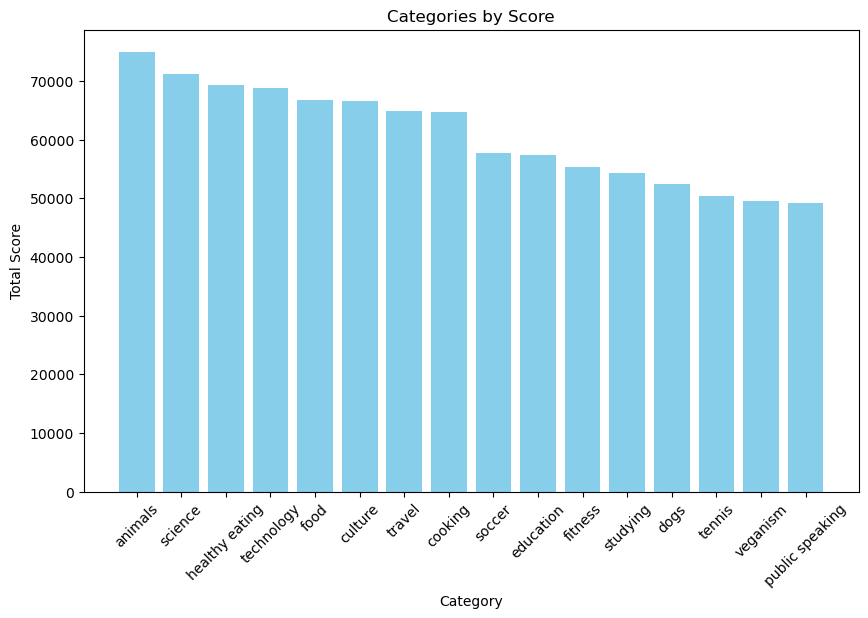 Categories by Score
Total Score
70000
60000
50000
40000
30000
20000
10000
0
animals
science
healthy eating
technology
food
culture
travel
cooking
soccer
education
fitness
studying
dogs
tennis
veganism
public speaking
Category